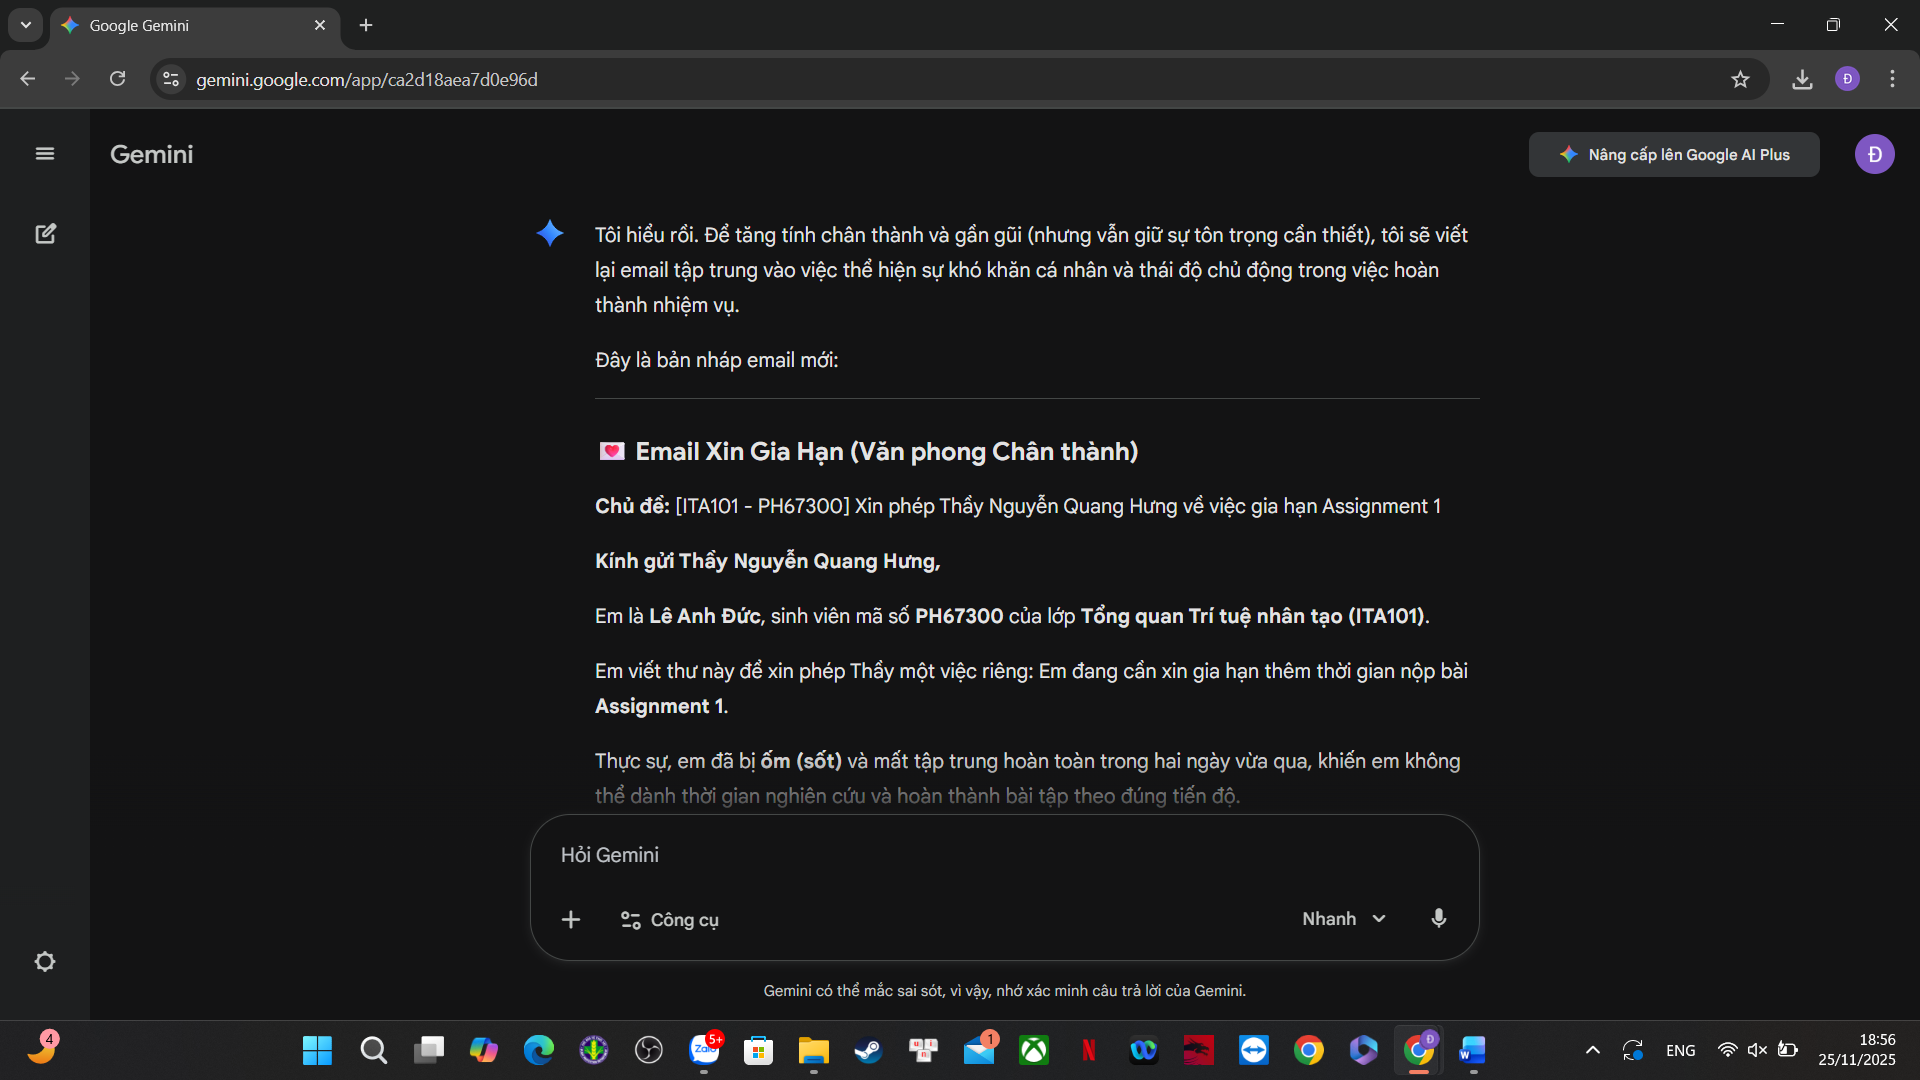 Google Gemini
gemini.google.com/app/ca2d18aea7d0e96d
Đ
Gemini
Nâng cấp lên Google AI Plus
Đ
Tôi hiểu rồi. Để tăng tính chân thành và gần gũi (nhưng vẫn giữ sự tôn trọng cần thiết), tôi sẽ viết
lại email tập trung vào việc thể hiện sự khó khăn cá nhân và thái độ chủ động trong việc hoàn
thành nhiệm vụ.
Đây là bản nháp email mới:
Email Xin Gia Hạn (Văn phong Chân thành)
Chủ đề: [ITA101 - PH67300] Xin phép Thầy Nguyễn Quang Hưng về việc gia hạn Assignment 1
Kính gửi Thầy Nguyễn Quang Hưng,
Em là Lê Anh Đức, sinh viên mã số PH67300 của lớp Tổng quan Trí tuệ nhân tạo (ITA101).
Em viết thư này để xin phép Thầy một việc riêng: Em đang cần xin gia hạn thêm thời gian nộp bài
Assignment 1.
Thực sự, em đã bị ốm (sốt) và mất tập trung hoàn toàn trong hai ngày vừa qua, khiến em không
thể dành thời gian nghiên cứu và hoàn thành bài tập theo đúng tiến độ.
Hỏi Gemini
Công cụ
Nhanh
Gemini có thể mắc sai sót, vì vậy, nhớ xác minh câu trả lời của Gemini.
4
Zalo
5+
1
N
Đ
W
ENG
18:56
25/11/2025